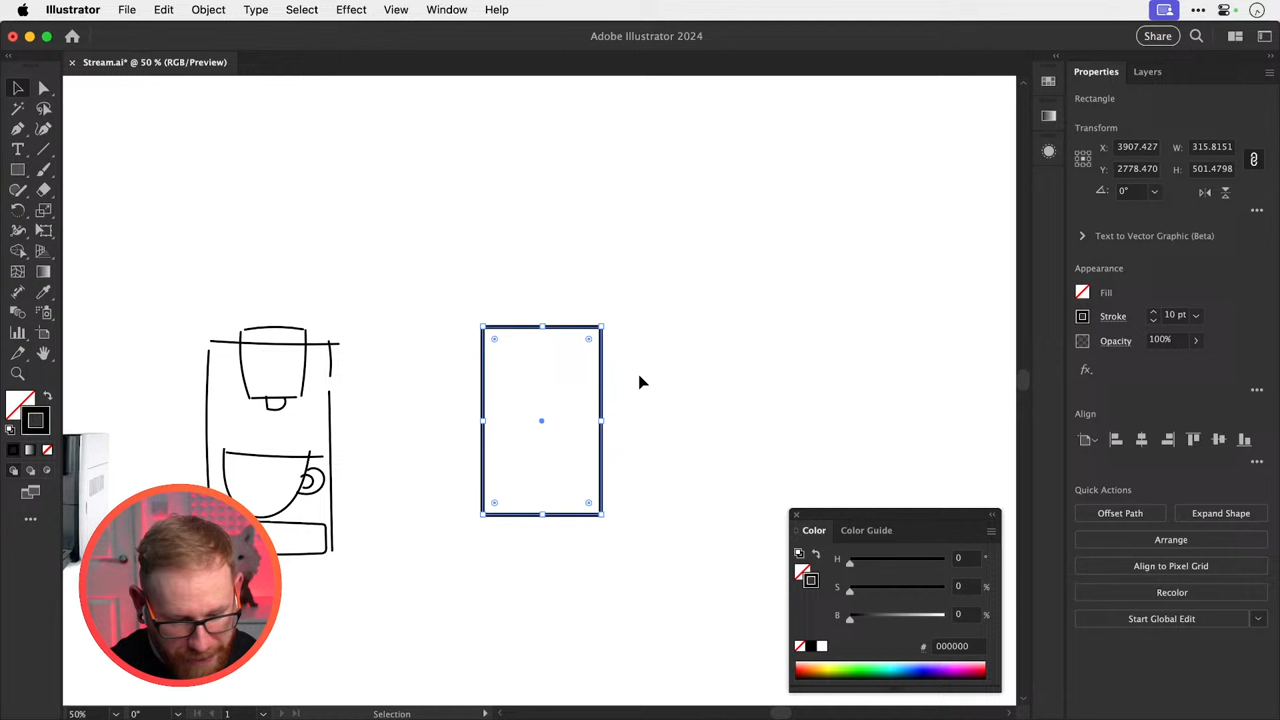 Illustrator File Edit Object Type Select Effect View Window Help
Adobe Illustrator 2024
Share
Stream.ai* @ 50 % (RGB/Preview)
Properties Layers
Rectangle
Transform
X: 3907.427 W: 315.8151
Y: 2778.470 H: 501.4798
0°
Text to Vector Graphic (Beta)
Appearance
Fill
Stroke 10 pt
Opacity 100%
fx.
Align
Quick Actions
Offset Path Expand Shape
Arrange
Align to Pixel Grid
Recolor
Start Global Edit
Color Color Guide
H 0 °
S 0 %
B 0 %
# 000000
50% 0° 1 Selection